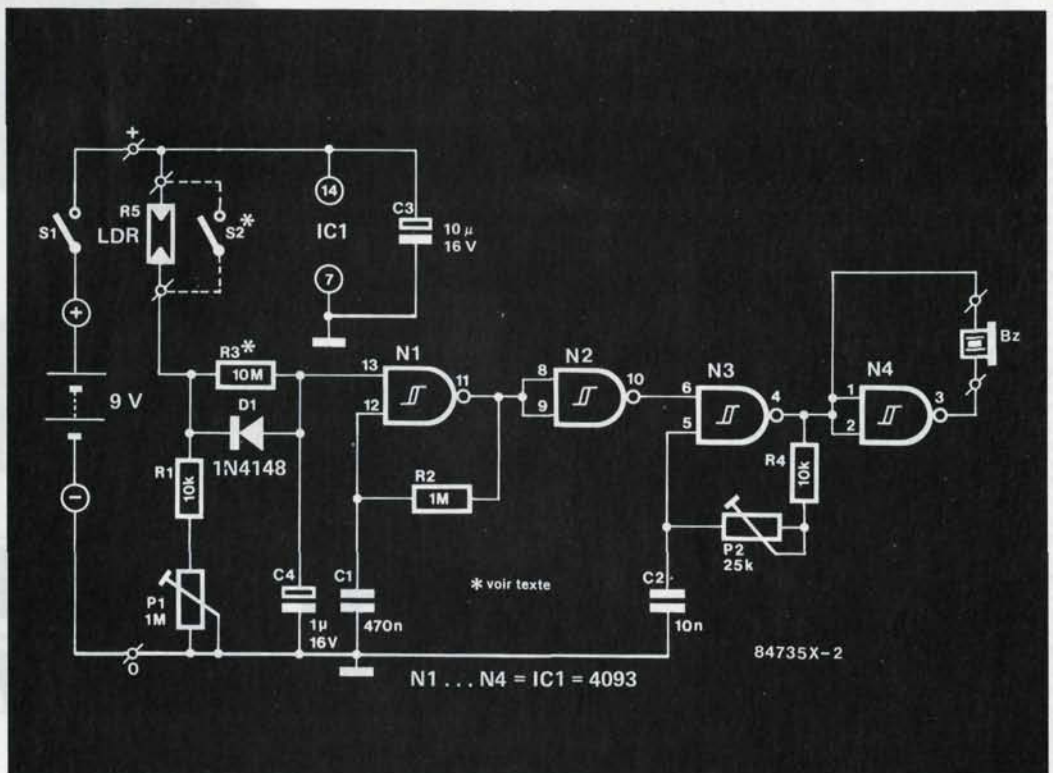 +
S1
R5
LDR
S2*
14
IC1
7
C3
10 µ
16 V
+
9 V
−
R3*
10M
D1
1N4148
R1
10k
P1
1M
0
C4
1µ
16V
13
12
N1
11
R2
1M
C1
470n
* voir texte
8
9
N2
10
6
5
N3
4
R4
10k
P2
25k
C2
10n
1
2
N4
3
Bz
84735X-2
N1 . . . N4 = IC1 = 4093